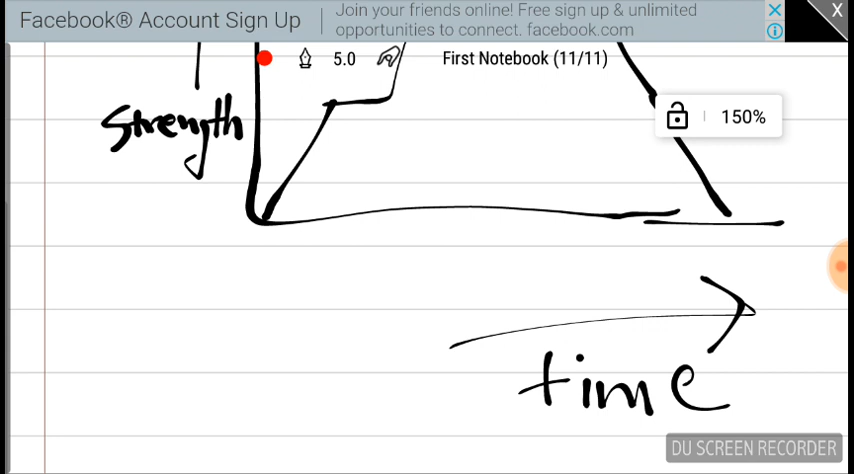 Facebook® Account Sign Up
Join your friends online! Free sign up & unlimited
opportunities to connect. facebook.com
X
5.0
First Notebook (11/11)
150%
Strength
time
DU SCREEN RECORDER